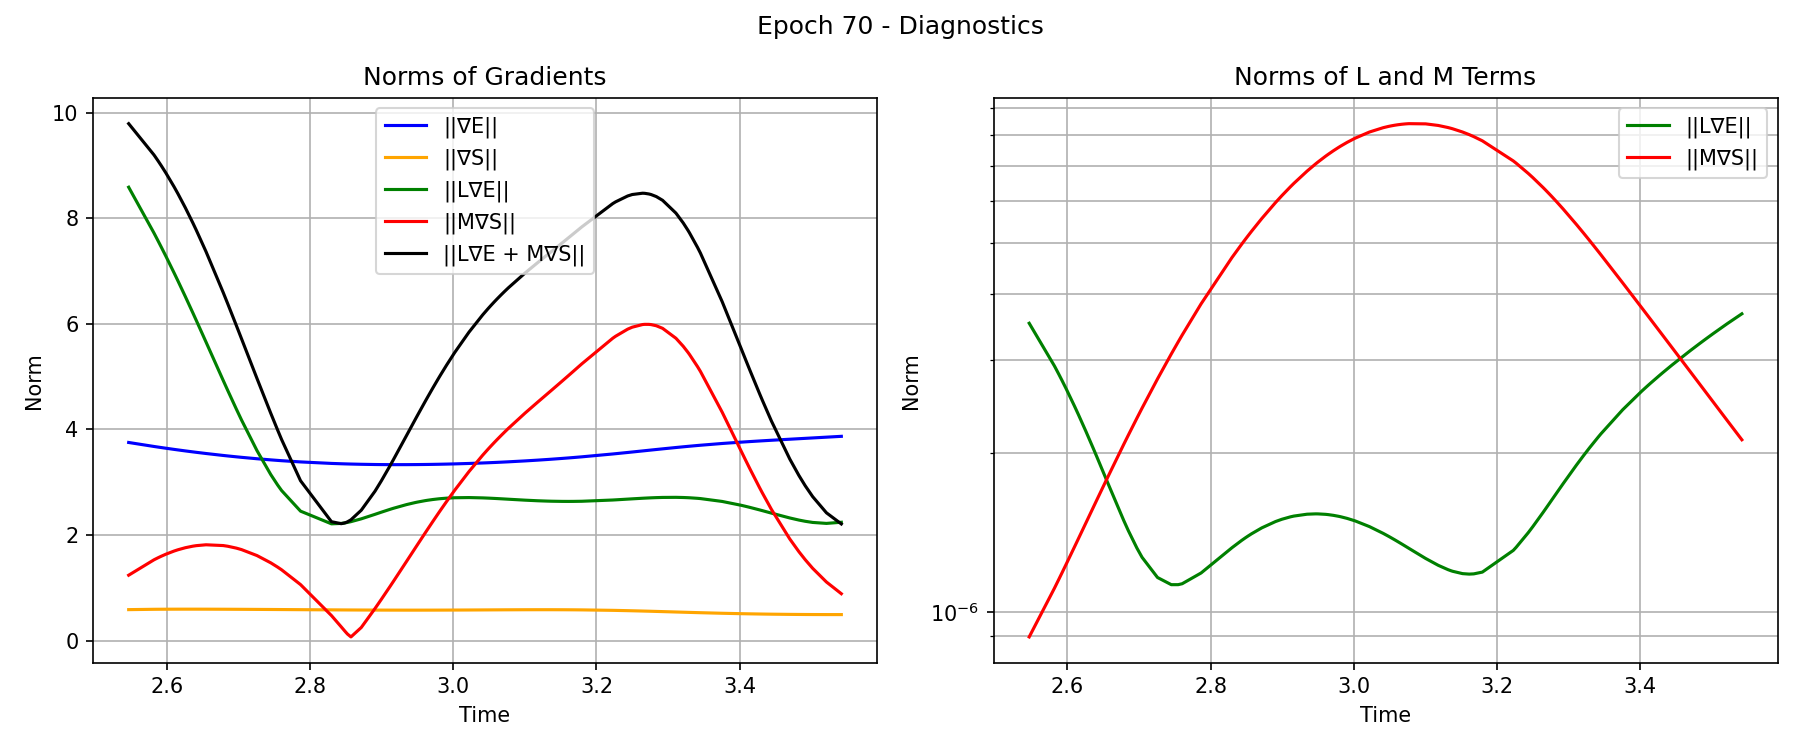 Epoch 70 - Diagnostics
Norms of Gradients
Norm
10
8
6
4
2
0
||∇E||
||∇S||
||L∇E||
||M∇S||
||L∇E + M∇S||
2.6 2.8 3.0 3.2 3.4
Time
Norms of L and M Terms
Norm
10⁻⁶
||L∇E||
||M∇S||
2.6 2.8 3.0 3.2 3.4
Time